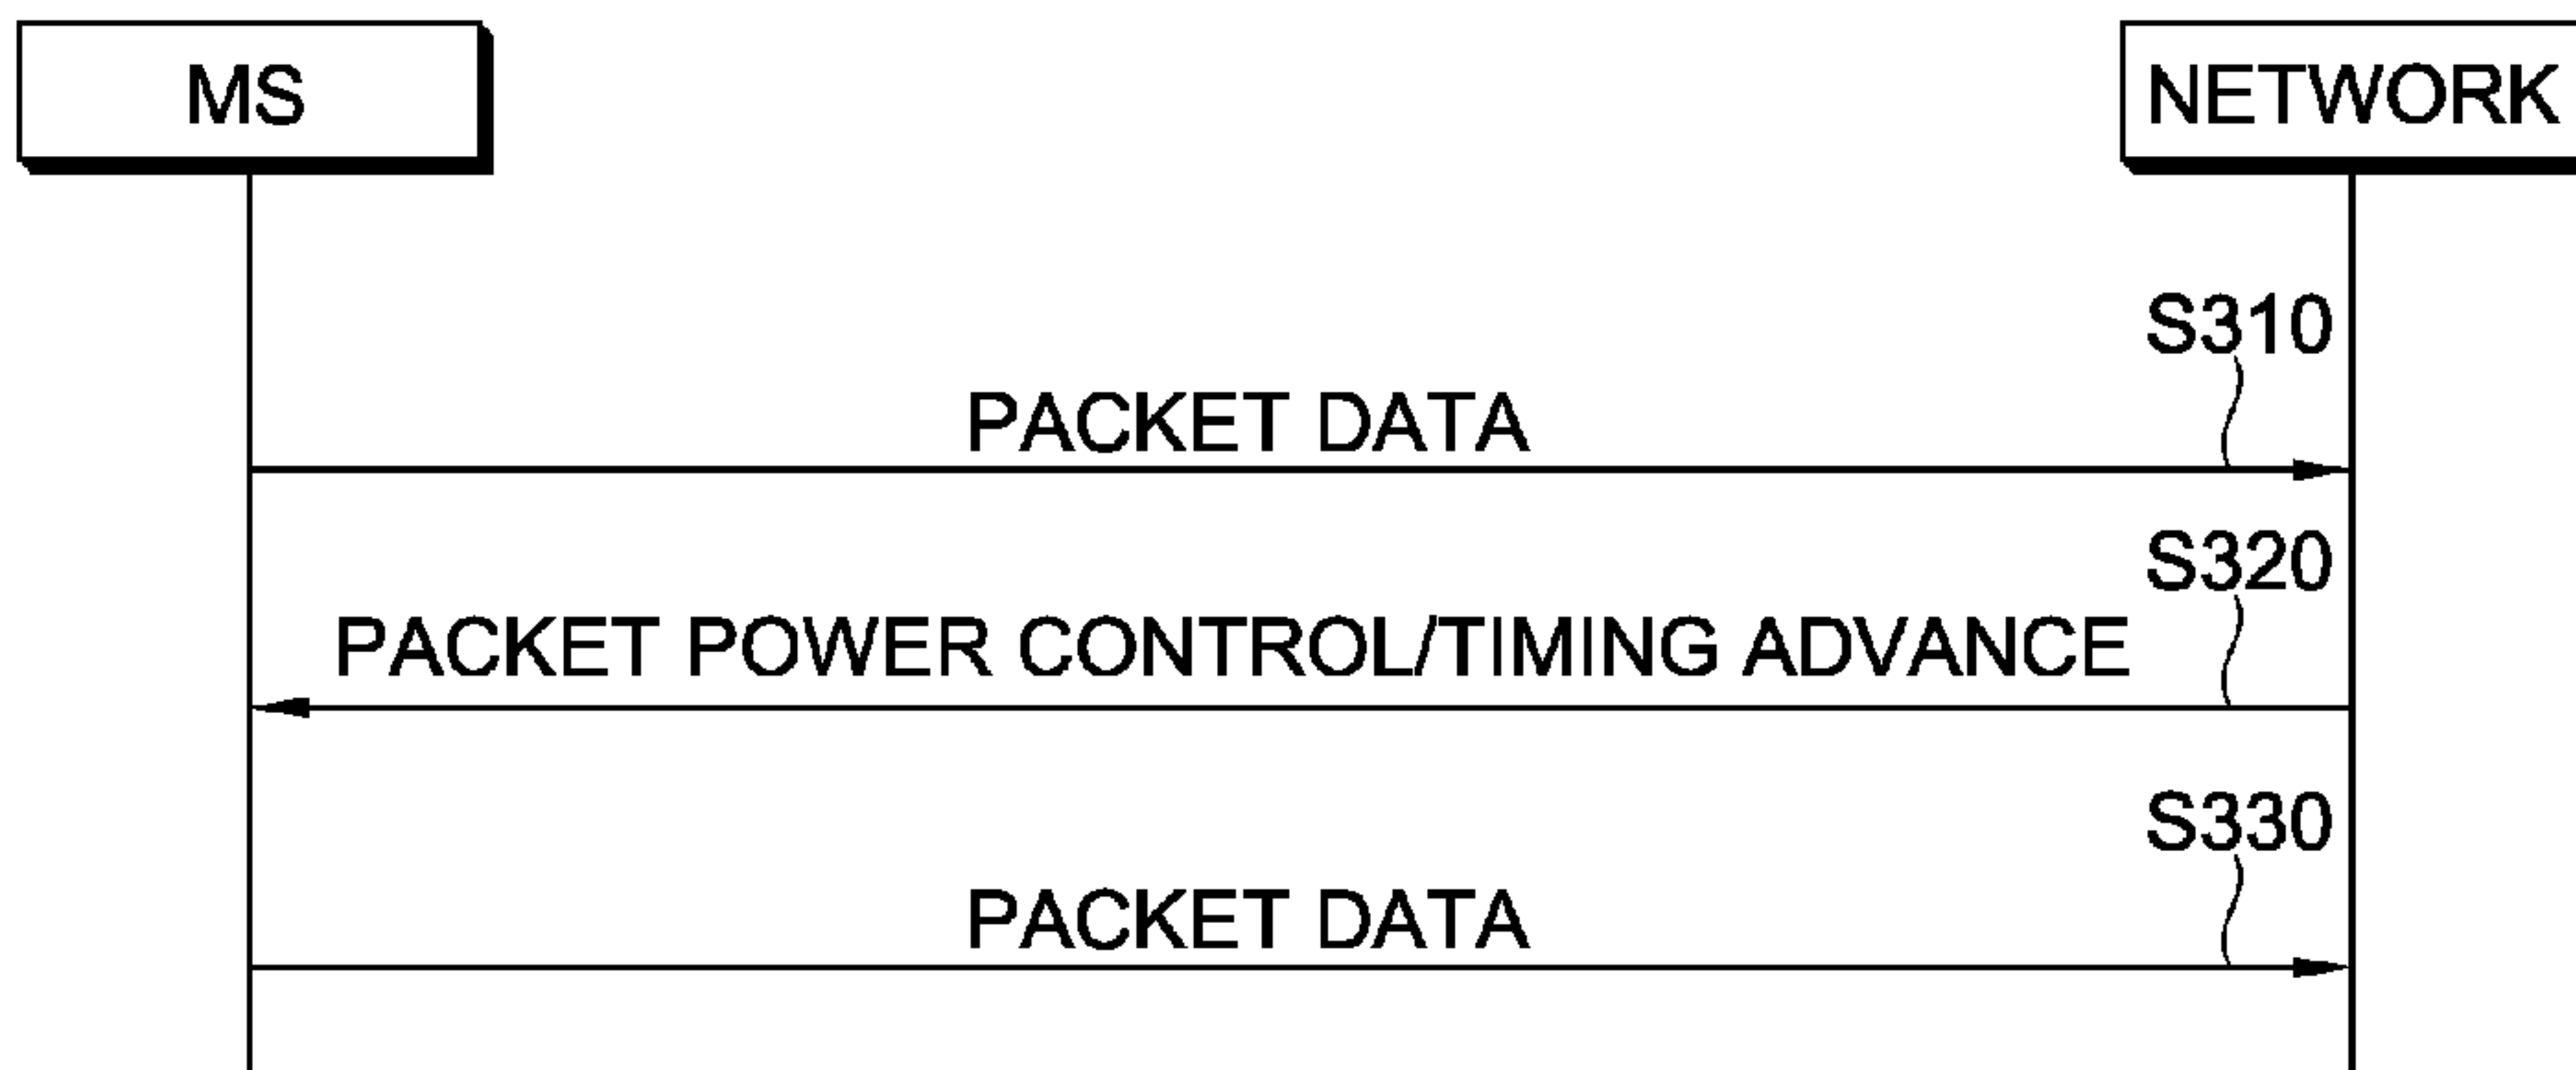 MS
NETWORK
S310
PACKET DATA
S320
PACKET POWER CONTROL/TIMING ADVANCE
S330
PACKET DATA